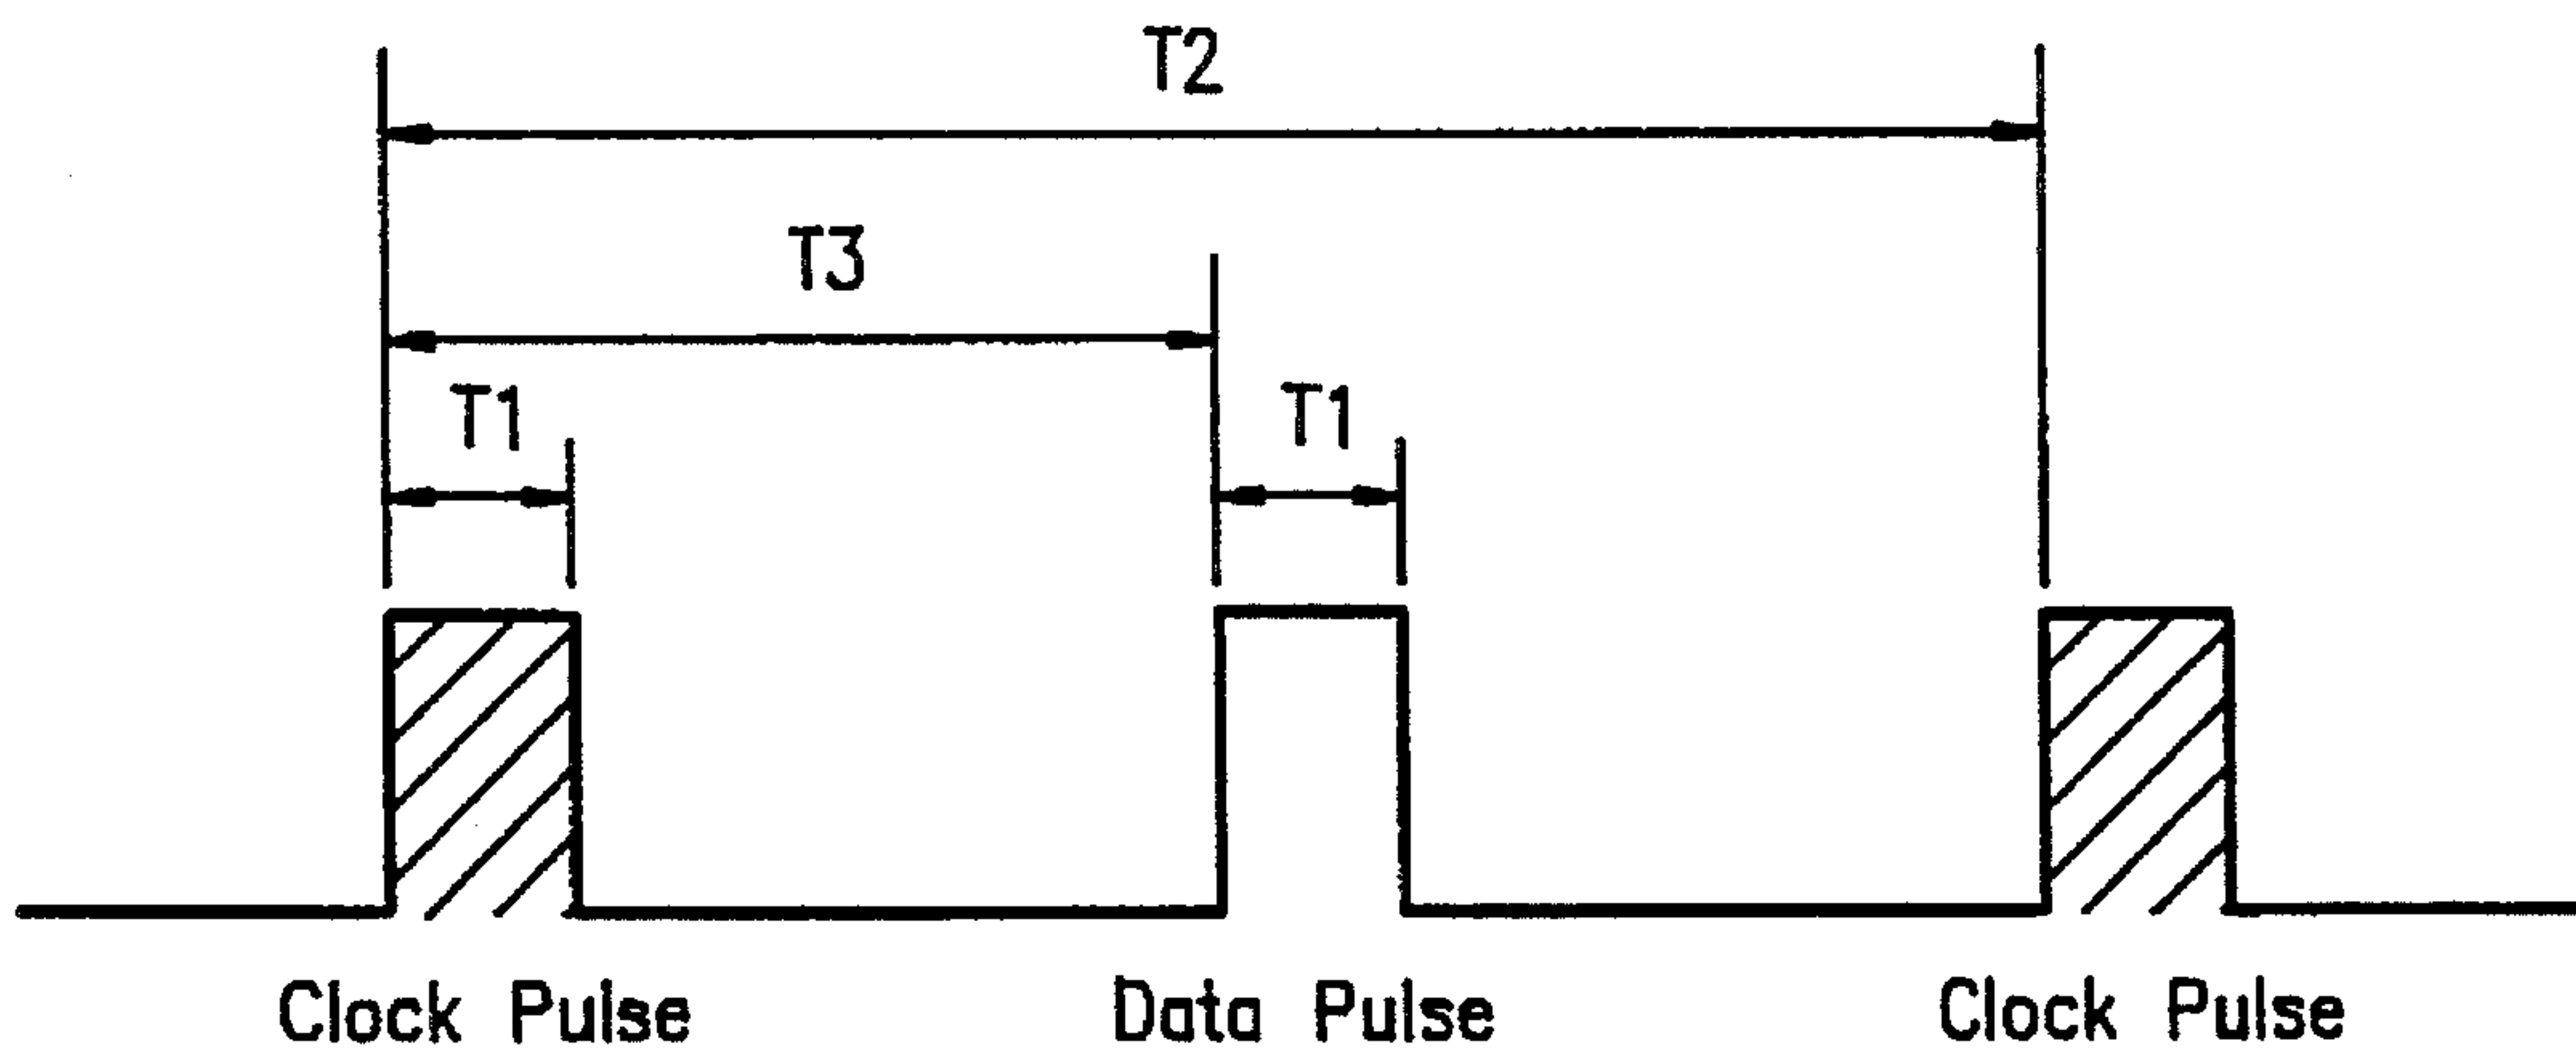 T2
T3
T1 T1
Clock Pulse Data Pulse Clock Pulse